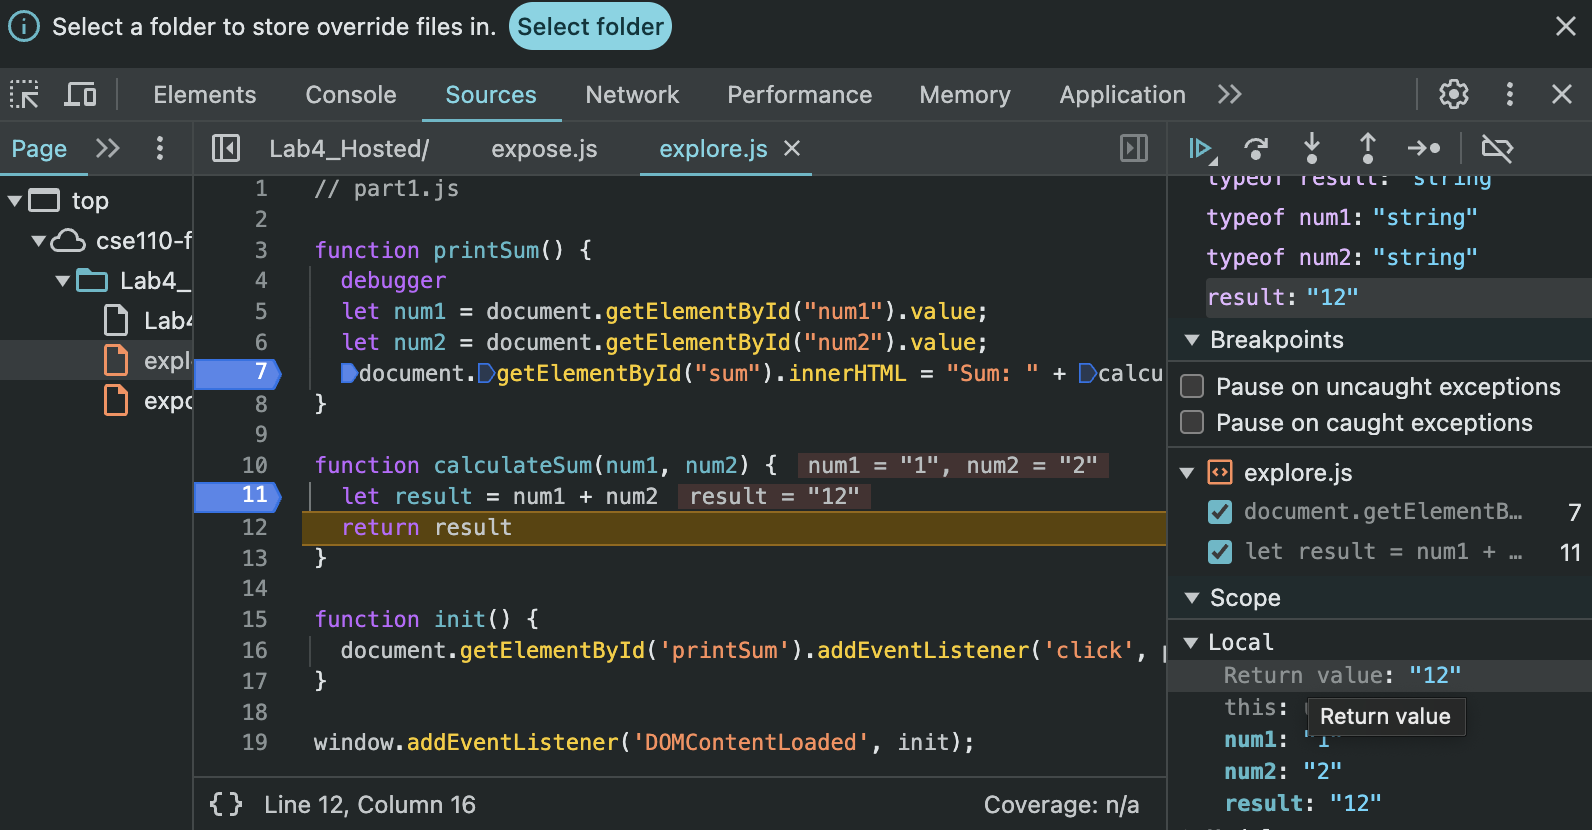 Select a folder to store override files in. Select folder
Elements Console Sources Network Performance Memory Application
Page Lab4_Hosted/ expose.js explore.js
top
cse110-f
Lab4_
Lab4
expl
expo
1 // part1.js
2
3 function printSum() {
4 debugger
5 let num1 = document.getElementById("num1").value;
6 let num2 = document.getElementById("num2").value;
7 document.getElementById("sum").innerHTML = "Sum: " + calcu
8 }
9
10 function calculateSum(num1, num2) { num1 = "1", num2 = "2"
11 let result = num1 + num2 result = "12"
12 return result
13 }
14
15 function init() {
16 document.getElementById('printSum').addEventListener('click', p
17 }
18
19 window.addEventListener('DOMContentLoaded', init);
{ } Line 12, Column 16 Coverage: n/a
typeof result: "string"
typeof num1: "string"
typeof num2: "string"
result: "12"
Breakpoints
Pause on uncaught exceptions
Pause on caught exceptions
explore.js
document.getElementB… 7
let result = num1 + … 11
Scope
Local
Return value: "12"
this:
Return value
num1: "1"
num2: "2"
result: "12"